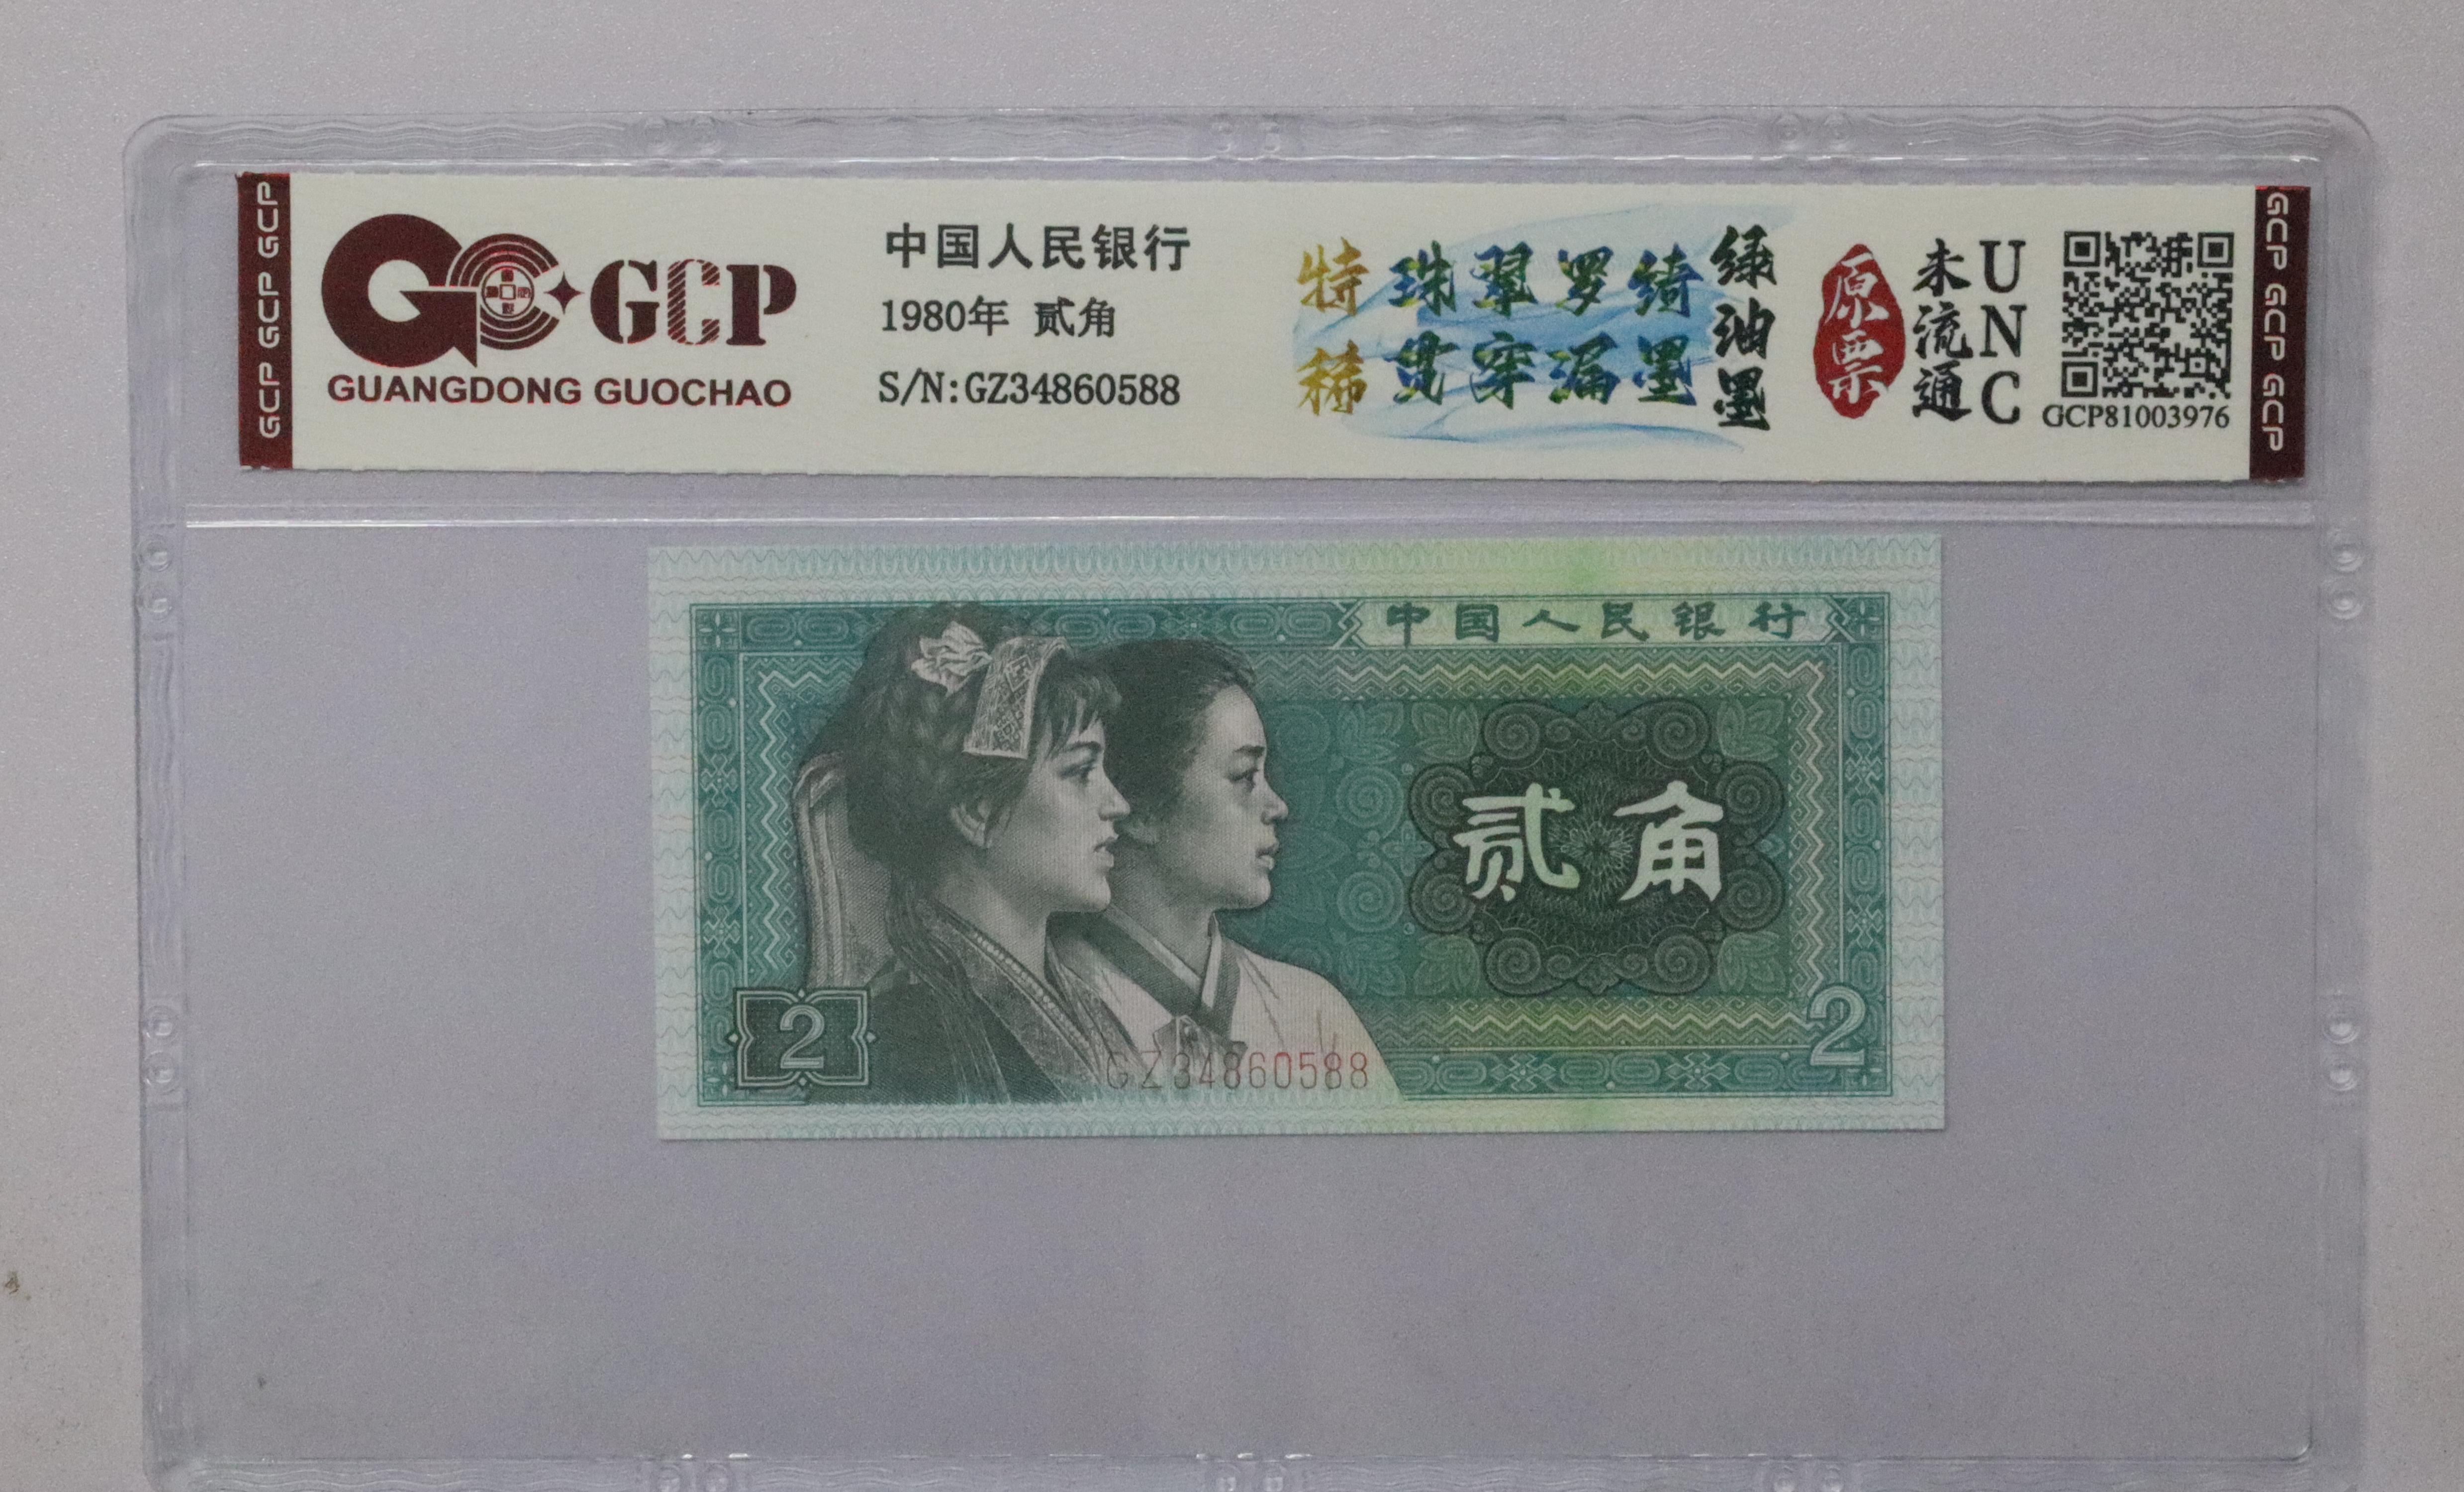 GCP GCP GCP
GCP
GUANGDONG GUOCHAO
中国人民银行
1980年 贰角
S/N:GZ34860588
特稀
珠翠罗绮
贯穿漏墨
绿油墨
原票
未流通
UNC
GCP81003976
GCP GCP GCP
中国人民银行
贰角
2
2
GZ34860588